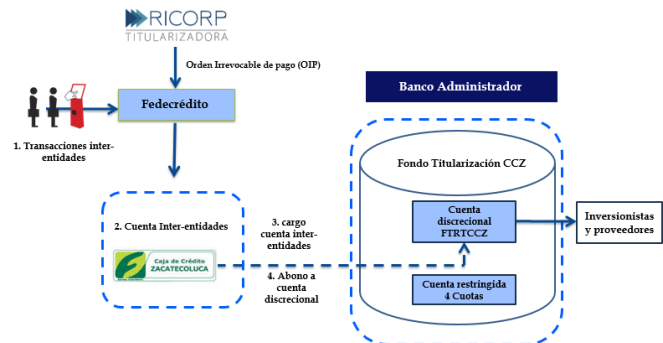 RICORP
TITULARIZADORA
Orden Irrevocable de pago (OIP)
Banco Administrador
Fedecrédito
1. Transacciones inter-
entidades
Fondo Titularización CCZ
2. Cuenta Inter-entidades
3. cargo
cuenta inter-
entidades
Cuenta
discrecional
FTRTCCZ
Inversionistas
y proveedores
Caja de Crédito
ZACATECOLUCA
4. Abono a
cuenta
discrecional
Cuenta restringida
4 Cuotas